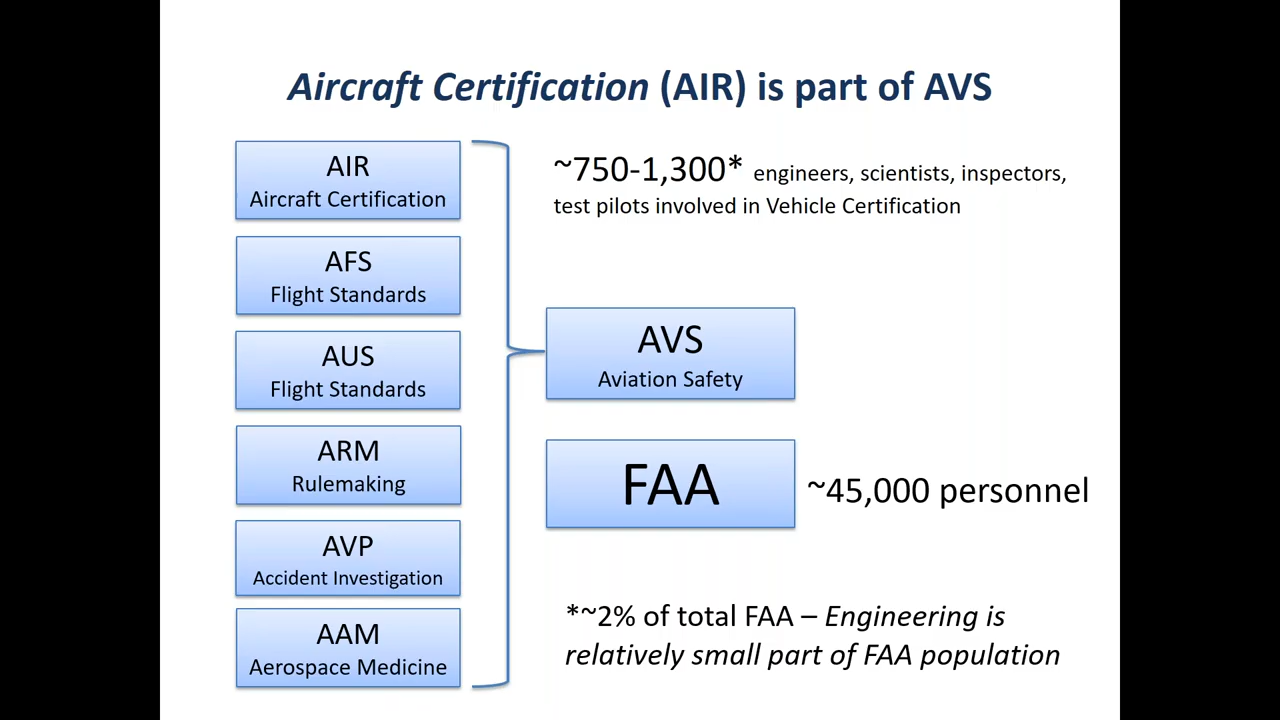 Aircraft Certification (AIR) is part of AVS
AIR
Aircraft Certification
~750-1,300* engineers, scientists, inspectors,
test pilots involved in Vehicle Certification
AFS
Flight Standards
AUS
Flight Standards
AVS
Aviation Safety
ARM
Rulemaking
FAA
~45,000 personnel
AVP
Accident Investigation
AAM
Aerospace Medicine
*~2% of total FAA – Engineering is
relatively small part of FAA population